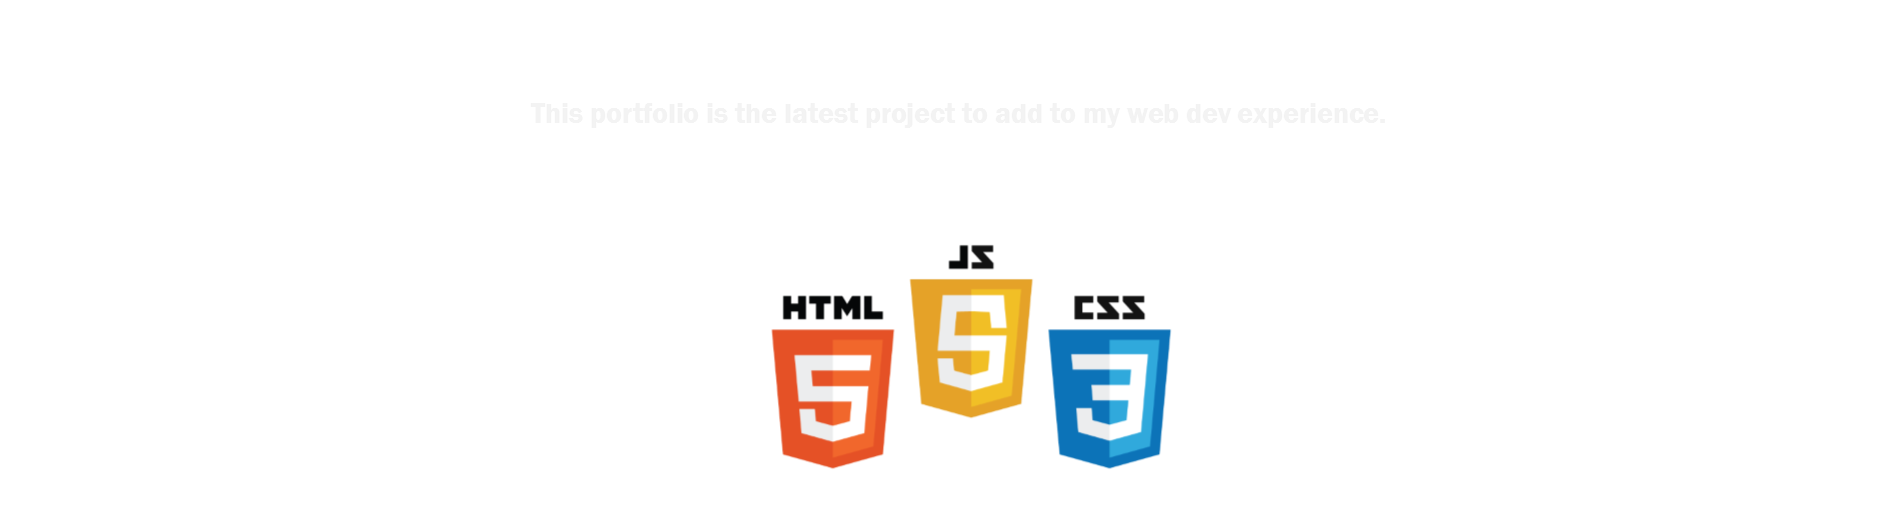 This portfolio is the latest project to add to my web dev experience.
JS
HTML
CSS
5
5
3